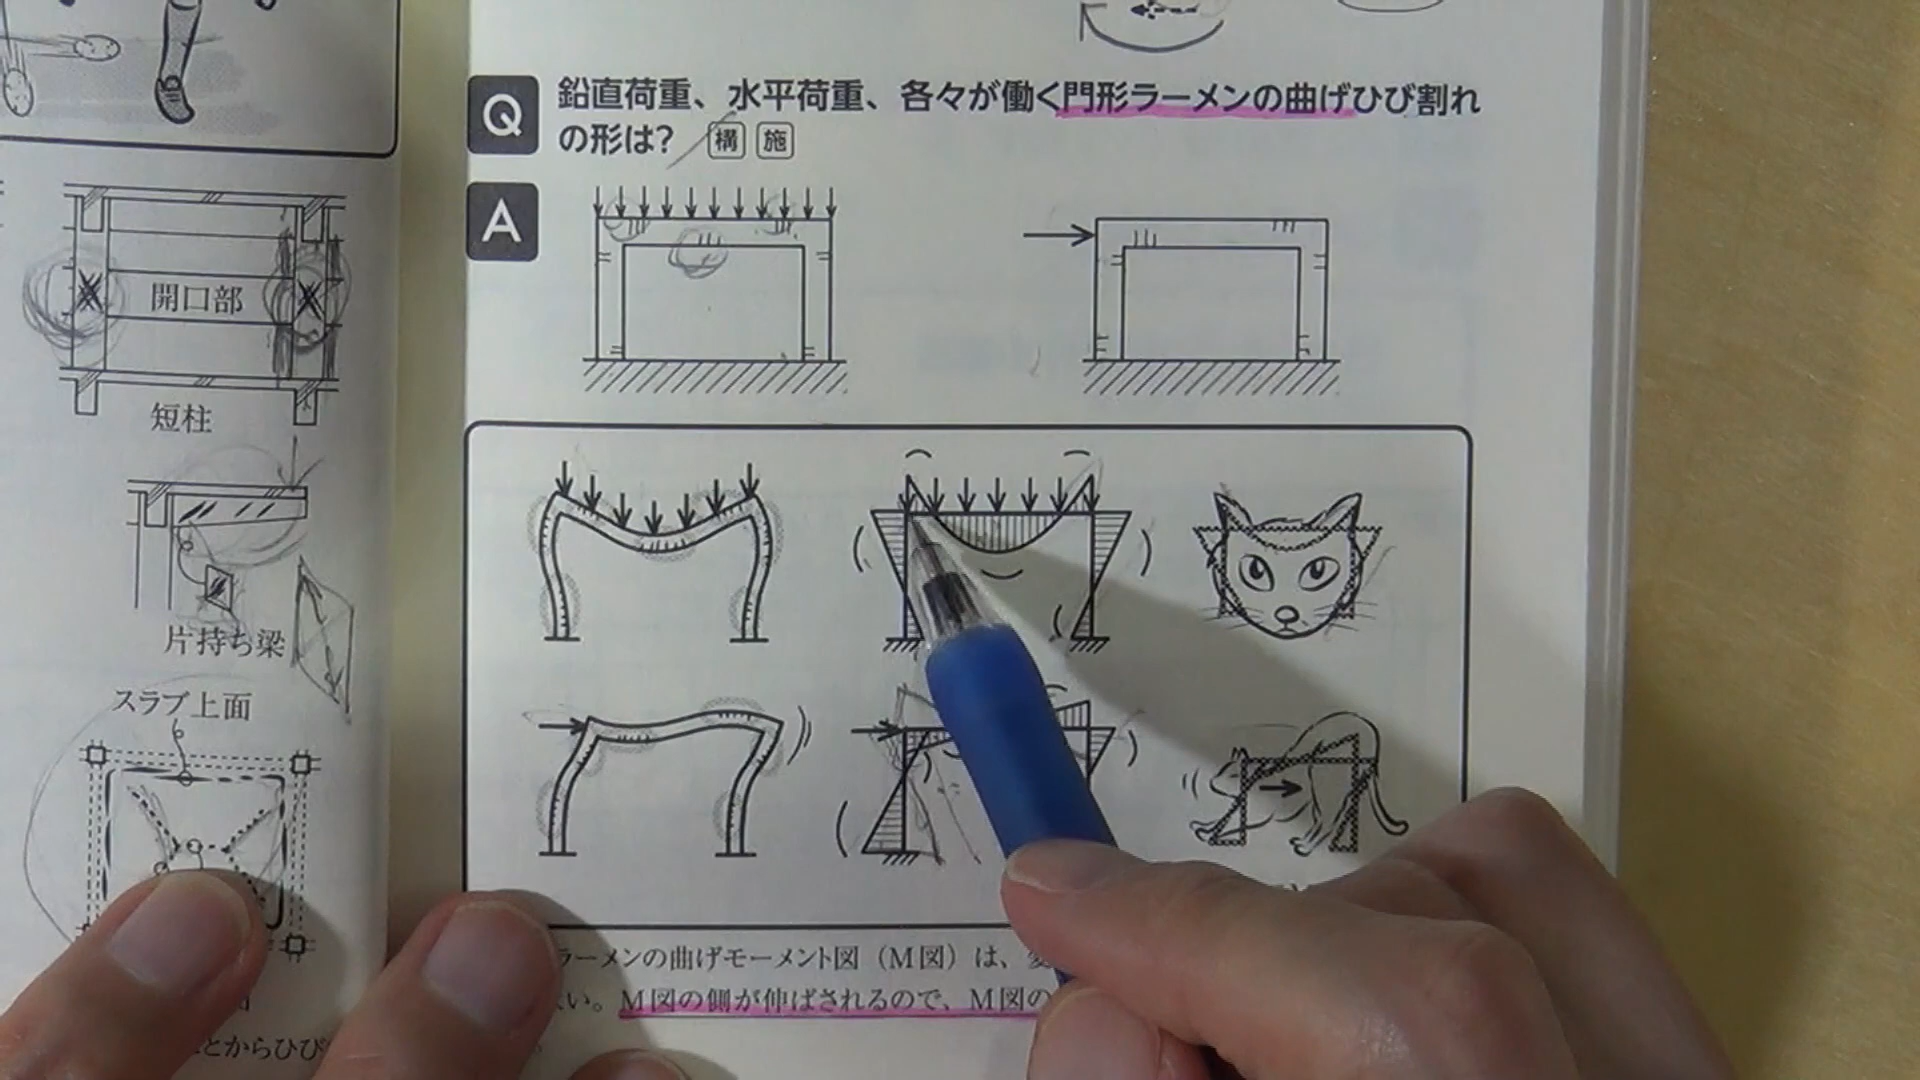 開口部
短柱
片持ち梁
スラブ上面
とからひび
Q
鉛直荷重、水平荷重、各々が働く門形ラーメンの曲げひび割れ
の形は? 構 施
A
ラーメンの曲げモーメント図（M図）は、
い。M図の側が伸ばされるので、M図の